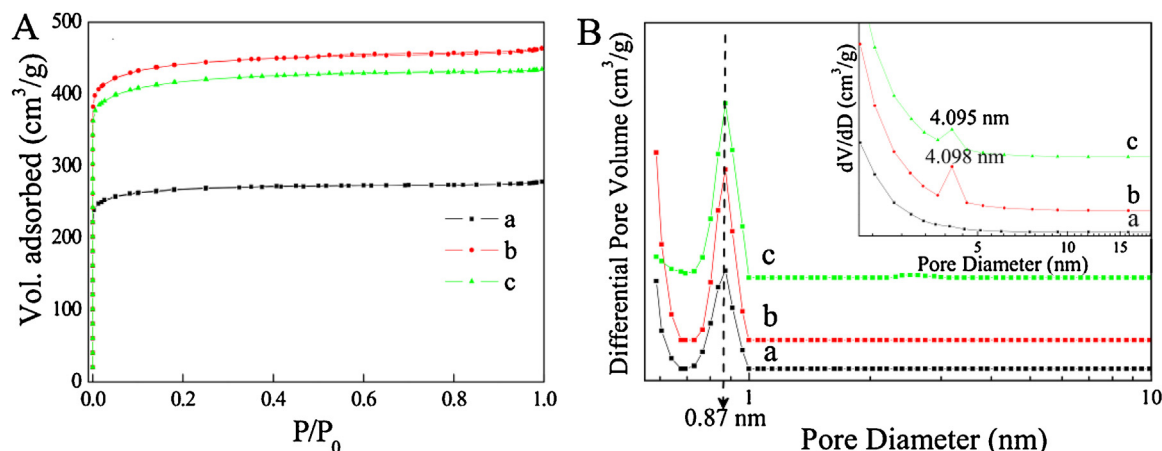 A
Vol. adsorbed (cm³/g)
500
400
300
200
100
0
0.0 0.2 0.4 0.6 0.8 1.0
P/P₀
a
b
c
B
Differential Pore Volume (cm³/g)
c
b
a
0.87 nm
1 10
Pore Diameter (nm)
dV/dD (cm³/g)
4.095 nm
4.098 nm
c
b
a
5 10 15
Pore Diameter (nm)